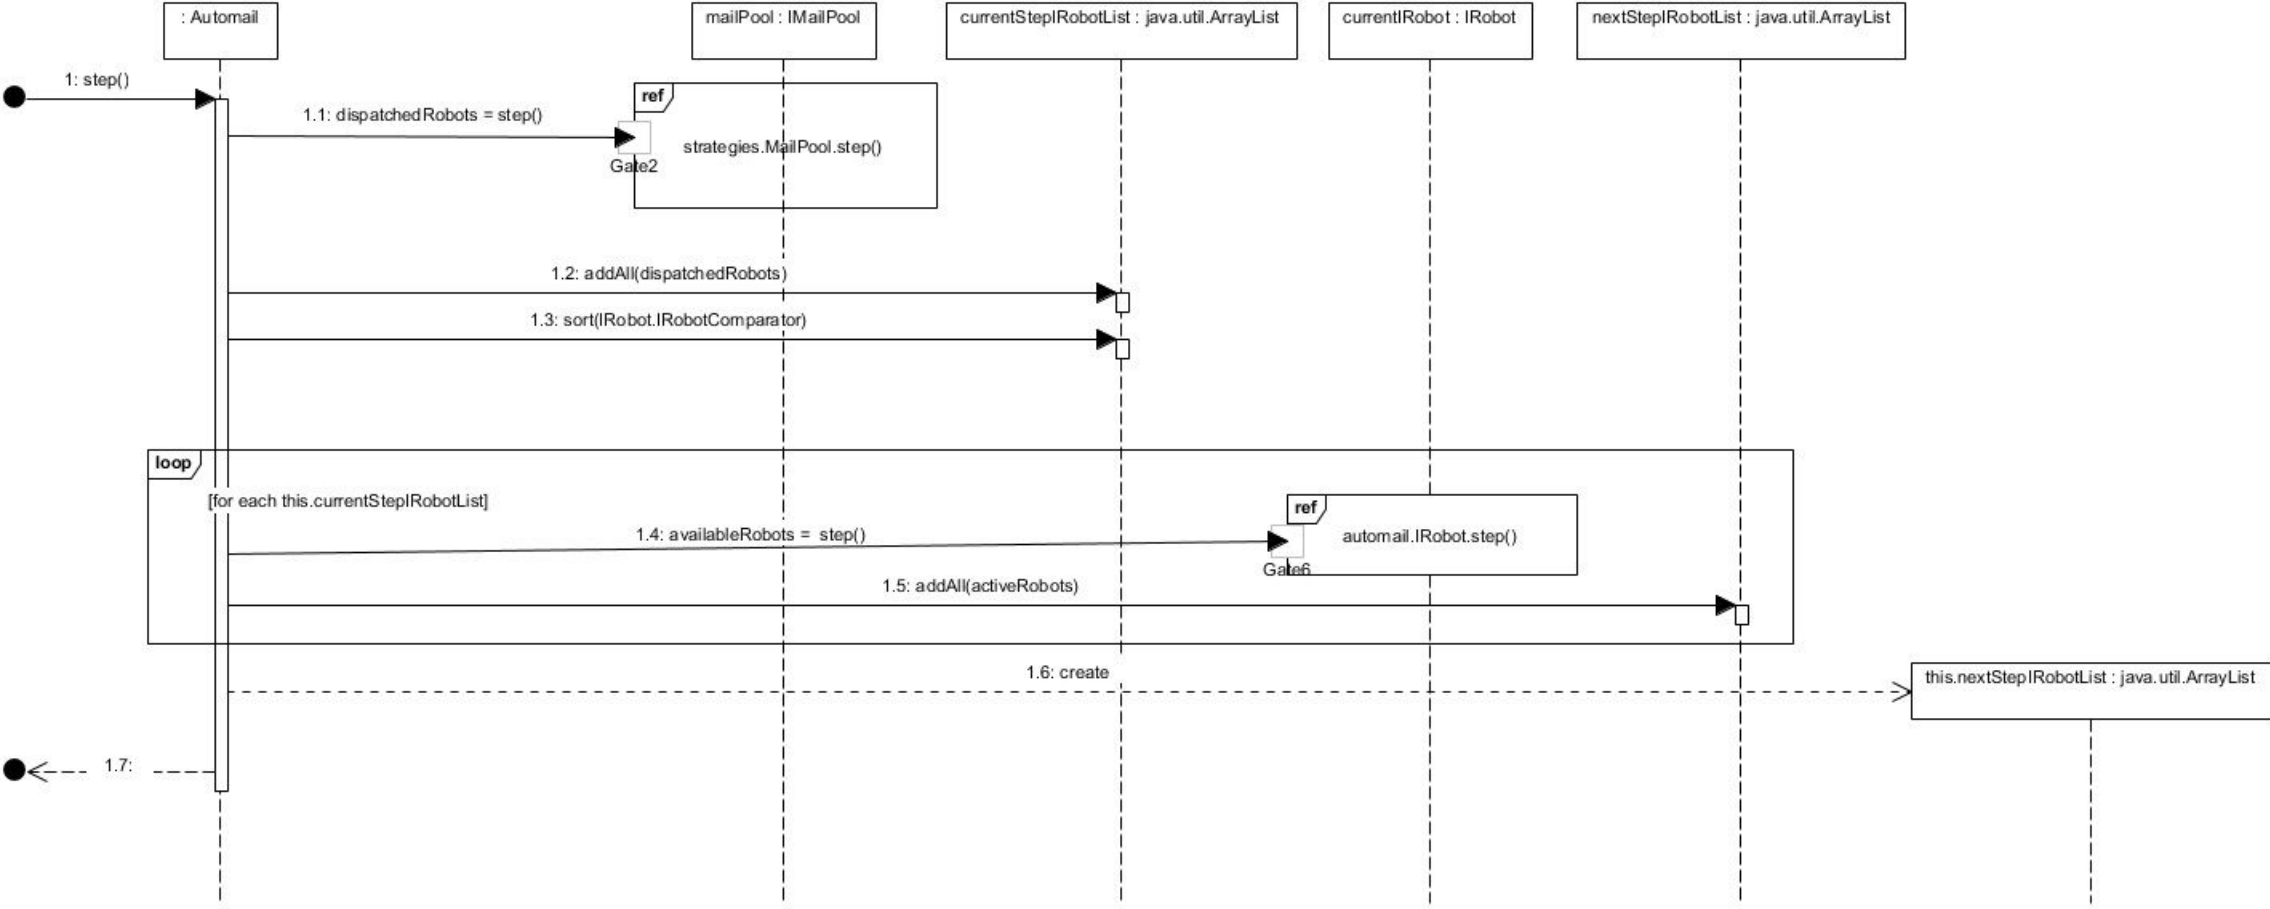 : Automail
mailPool : IMailPool
currentStepIRobotList : java.util.ArrayList
currentIRobot : IRobot
nextStepIRobotList : java.util.ArrayList
1: step()
ref
1.1: dispatchedRobots = step()
strategies.MailPool.step()
Gate2
1.2: addAll(dispatchedRobots)
1.3: sort(IRobot.IRobotComparator)
loop
[for each this.currentStepIRobotList]
ref
1.4: availableRobots = step()
automail.IRobot.step()
Gate6
1.5: addAll(activeRobots)
1.6: create
this.nextStepIRobotList : java.util.ArrayList
1.7: